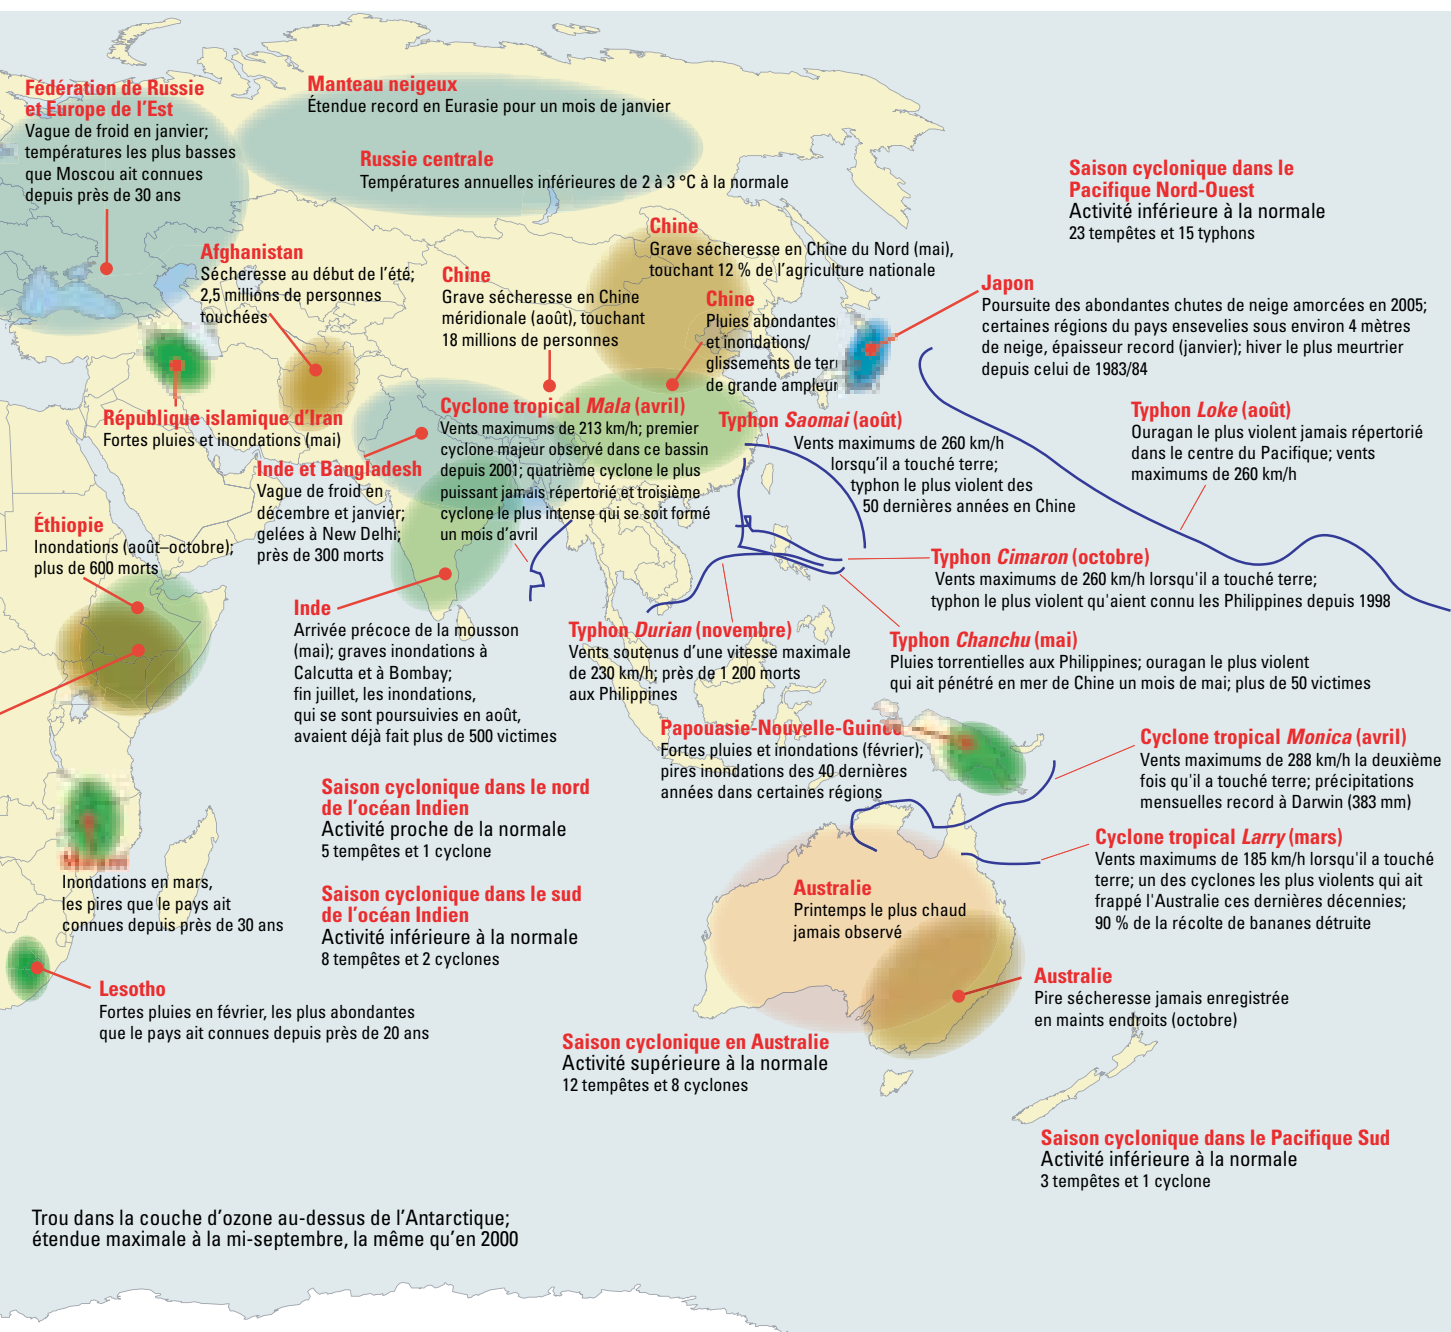 Fédération de Russie
et Europe de l'Est
Vague de froid en janvier;
températures les plus basses
que Moscou ait connues
depuis près de 30 ans
Manteau neigeux
Étendue record en Eurasie pour un mois de janvier
Russie centrale
Températures annuelles inférieures de 2 à 3 °C à la normale
Saison cyclonique dans le
Pacifique Nord-Ouest
Activité inférieure à la normale
23 tempêtes et 15 typhons
Afghanistan
Sécheresse au début de l'été;
2,5 millions de personnes
touchées
Chine
Grave sécheresse en Chine
méridionale (août), touchant
18 millions de personnes
Chine
Grave sécheresse en Chine du Nord (mai),
touchant 12 % de l'agriculture nationale
Chine
Pluies abondantes
et inondations/
glissements de
de grande ampleur
Japon
Poursuite des abondantes chutes de neige amorcées en 2005;
certaines régions du pays ensevelies sous environ 4 mètres
de neige, épaisseur record (janvier); hiver le plus meurtrier
depuis celui de 1983/84
République islamique d'Iran
Fortes pluies et inondations (mai)
Inde et Bangladesh
Vague de froid en
décembre et janvier;
gelées à New Delhi;
près de 300 morts
Cyclone tropical Mala (avril)
Vents maximums de 213 km/h; premier
cyclone majeur observé dans ce bassin
depuis 2001; quatrième cyclone le plus
puissant jamais répertorié et troisième
cyclone le plus intense qui se soit formé
un mois d'avril
Typhon Saomai (août)
Vents maximums de 260 km/h
lorsqu'il a touché terre;
typhon le plus violent des
50 dernières années en Chine
Typhon Loke (août)
Ouragan le plus violent jamais répertorié
dans le centre du Pacifique; vents
maximums de 260 km/h
Éthiopie
Inondations (août–octobre);
plus de 600 morts
Typhon Cimaron (octobre)
Vents maximums de 260 km/h lorsqu'il a touché terre;
typhon le plus violent qu'aient connu les Philippines depuis 1998
Inde
Arrivée précoce de la mousson
(mai); graves inondations à
Calcutta et à Bombay;
fin juillet, les inondations,
qui se sont poursuivies en août,
avaient déjà fait plus de 500 victimes
Typhon Durian (novembre)
Vents soutenus d'une vitesse maximale
de 230 km/h; près de 1 200 morts
aux Philippines
Typhon Chanchu (mai)
Pluies torrentielles aux Philippines; ouragan le plus violent
qui ait pénétré en mer de Chine un mois de mai; plus de 50 victimes
Papouasie-Nouvelle-Guinée
Fortes pluies et inondations (février);
pires inondations des 40 dernières
années dans certaines régions
Cyclone tropical Monica (avril)
Vents maximums de 288 km/h la deuxième
fois qu'il a touché terre; précipitations
mensuelles record à Darwin (383 mm)
Saison cyclonique dans le nord
de l'océan Indien
Activité proche de la normale
5 tempêtes et 1 cyclone
Cyclone tropical Larry (mars)
Vents maximums de 185 km/h lorsqu'il a touché
terre; un des cyclones les plus violents qui ait
frappé l'Australie ces dernières décennies;
90 % de la récolte de bananes détruite
Inondations en mars,
les pires que le pays ait
connues depuis près de 30 ans
Saison cyclonique dans le sud
de l'océan Indien
Activité inférieure à la normale
8 tempêtes et 2 cyclones
Australie
Printemps le plus chaud
jamais observé
Lesotho
Fortes pluies en février, les plus abondantes
que le pays ait connues depuis près de 20 ans
Australie
Pire sécheresse jamais enregistrée
en maints endroits (octobre)
Saison cyclonique en Australie
Activité supérieure à la normale
12 tempêtes et 8 cyclones
Saison cyclonique dans le Pacifique Sud
Activité inférieure à la normale
3 tempêtes et 1 cyclone
Trou dans la couche d'ozone au-dessus de l'Antarctique;
étendue maximale à la mi-septembre, la même qu'en 2000